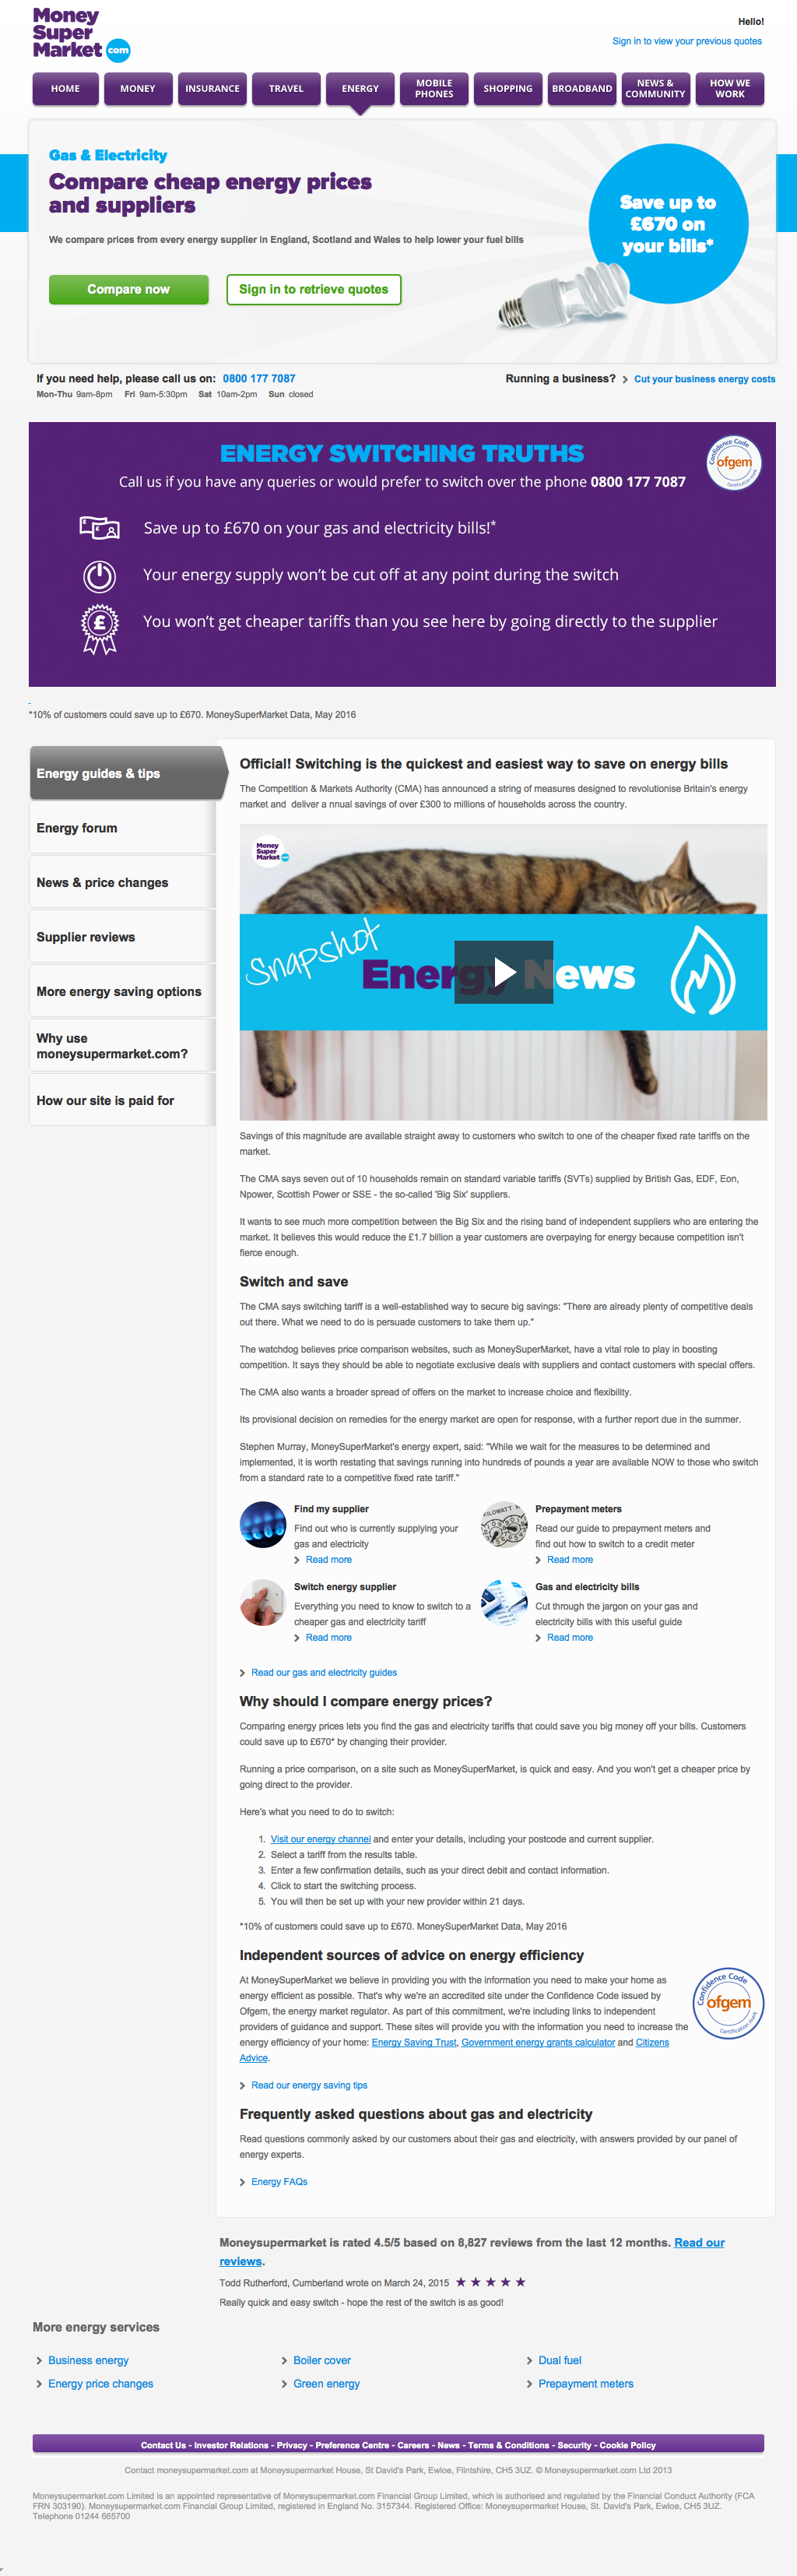 Money
Super
Market com
Hello!
Sign in to view your previous quotes
HOME
MONEY
INSURANCE
TRAVEL
ENERGY
MOBILE
PHONES
SHOPPING
BROADBAND
NEWS &
COMMUNITY
HOW WE
WORK
Gas & Electricity
Compare cheap energy prices
and suppliers
We compare prices from every energy supplier in England, Scotland and Wales to help lower your fuel bills
Compare now
Sign in to retrieve quotes
Save up to
£670 on
your bills*
If you need help, please call us on: 0800 177 7087
Mon-Thu 9am-8pm Fri 9am-5:30pm Sat 10am-2pm Sun closed
Running a business? Cut your business energy costs
ENERGY SWITCHING TRUTHS
Confidence Code
ofgem
Certification mark
Call us if you have any queries or would prefer to switch over the phone 0800 177 7087
Save up to £670 on your gas and electricity bills!*
Your energy supply won't be cut off at any point during the switch
£
You won't get cheaper tariffs than you see here by going directly to the supplier
-
*10% of customers could save up to £670. MoneySuperMarket Data, May 2016
Energy guides & tips
Energy forum
News & price changes
Supplier reviews
More energy saving options
Why use
moneysupermarket.com?
How our site is paid for
Official! Switching is the quickest and easiest way to save on energy bills
The Competition & Markets Authority (CMA) has announced a string of measures designed to revolutionise Britain's energy
market and  deliver a nnual savings of over £300 to millions of households across the country.
Money
Super
Market com
Snapshot
Energy News
Savings of this magnitude are available straight away to customers who switch to one of the cheaper fixed rate tariffs on the
market.
The CMA says seven out of 10 households remain on standard variable tariffs (SVTs) supplied by British Gas, EDF, Eon,
Npower, Scottish Power or SSE - the so-called 'Big Six' suppliers.
It wants to see much more competition between the Big Six and the rising band of independent suppliers who are entering the
market. It believes this would reduce the £1.7 billion a year customers are overpaying for energy because competition isn't
fierce enough.
Switch and save
The CMA says switching tariff is a well-established way to secure big savings: "There are already plenty of competitive deals
out there. What we need to do is persuade customers to take them up."
The watchdog believes price comparison websites, such as MoneySuperMarket, have a vital role to play in boosting
competition. It says they should be able to negotiate exclusive deals with suppliers and contact customers with special offers.
The CMA also wants a broader spread of offers on the market to increase choice and flexibility.
Its provisional decision on remedies for the energy market are open for response, with a further report due in the summer.
Stephen Murray, MoneySuperMarket's energy expert, said: "While we wait for the measures to be determined and
implemented, it is worth restating that savings running into hundreds of pounds a year are available NOW to those who switch
from a standard rate to a competitive fixed rate tariff."
Find my supplier
Find out who is currently supplying your
gas and electricity
Read more
KILOWATT
Prepayment meters
Read our guide to prepayment meters and
find out how to switch to a credit meter
Read more
Switch energy supplier
Everything you need to know to switch to a
cheaper gas and electricity tariff
Read more
Gas and electricity bills
Cut through the jargon on your gas and
electricity bills with this useful guide
Read more
Read our gas and electricity guides
Why should I compare energy prices?
Comparing energy prices lets you find the gas and electricity tariffs that could save you big money off your bills. Customers
could save up to £670* by changing their provider.
Running a price comparison, on a site such as MoneySuperMarket, is quick and easy. And you won't get a cheaper price by
going direct to the provider.
Here's what you need to do to switch:
1. Visit our energy channel and enter your details, including your postcode and current supplier.
2. Select a tariff from the results table.
3. Enter a few confirmation details, such as your direct debit and contact information.
4. Click to start the switching process.
5. You will then be set up with your new provider within 21 days.
*10% of customers could save up to £670. MoneySuperMarket Data, May 2016
Independent sources of advice on energy efficiency
At MoneySuperMarket we believe in providing you with the information you need to make your home as
energy efficient as possible. That's why we're an accredited site under the Confidence Code issued by
Ofgem, the energy market regulator. As part of this commitment, we're including links to independent
providers of guidance and support. These sites will provide you with the information you need to increase the
energy efficiency of your home: Energy Saving Trust, Government energy grants calculator and Citizens
Advice.
Confidence Code
ofgem
Certification mark
Read our energy saving tips
Frequently asked questions about gas and electricity
Read questions commonly asked by our customers about their gas and electricity, with answers provided by our panel of
energy experts.
Energy FAQs
Moneysupermarket is rated 4.5/5 based on 8,827 reviews from the last 12 months. Read our
reviews.
Todd Rutherford, Cumberland wrote on March 24, 2015 ★ ★ ★ ★ ★
Really quick and easy switch - hope the rest of the switch is as good!
More energy services
Business energy
Boiler cover
Dual fuel
Energy price changes
Green energy
Prepayment meters
Contact Us - Investor Relations - Privacy - Preference Centre - Careers - News - Terms & Conditions - Security - Cookie Policy
Contact moneysupermarket.com at Moneysupermarket House, St David's Park, Ewloe, Flintshire, CH5 3UZ. © Moneysupermarket.com Ltd 2013
Moneysupermarket.com Limited is an appointed representative of Moneysupermarket.com Financial Group Limited, which is authorised and regulated by the Financial Conduct Authority (FCA
FRN 303190). Moneysupermarket.com Financial Group Limited, registered in England No. 3157344. Registered Office: Moneysupermarket House, St. David's Park, Ewloe, CH5 3UZ.
Telephone 01244 665700